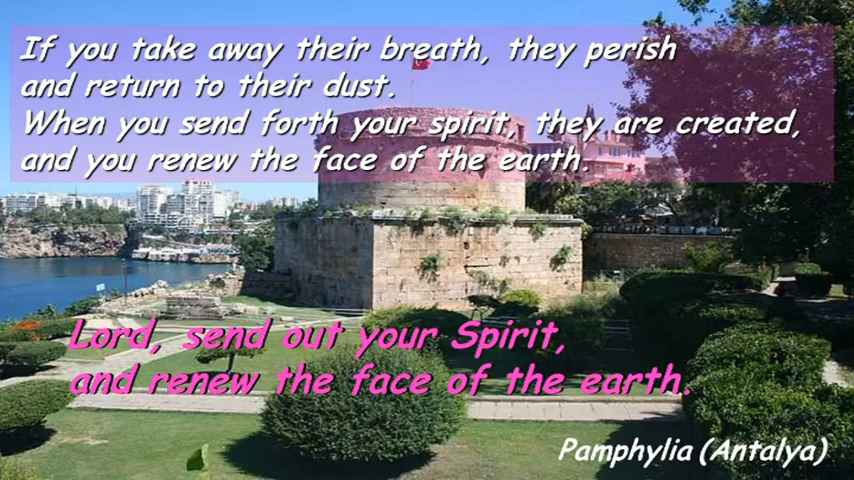 If you take away their breath, they perish
and return to their dust.
When you send forth your spirit, they are created,
and you renew the face of the earth.
Lord, send out your Spirit,
and renew the face of the earth.
Pamphylia (Antalya)